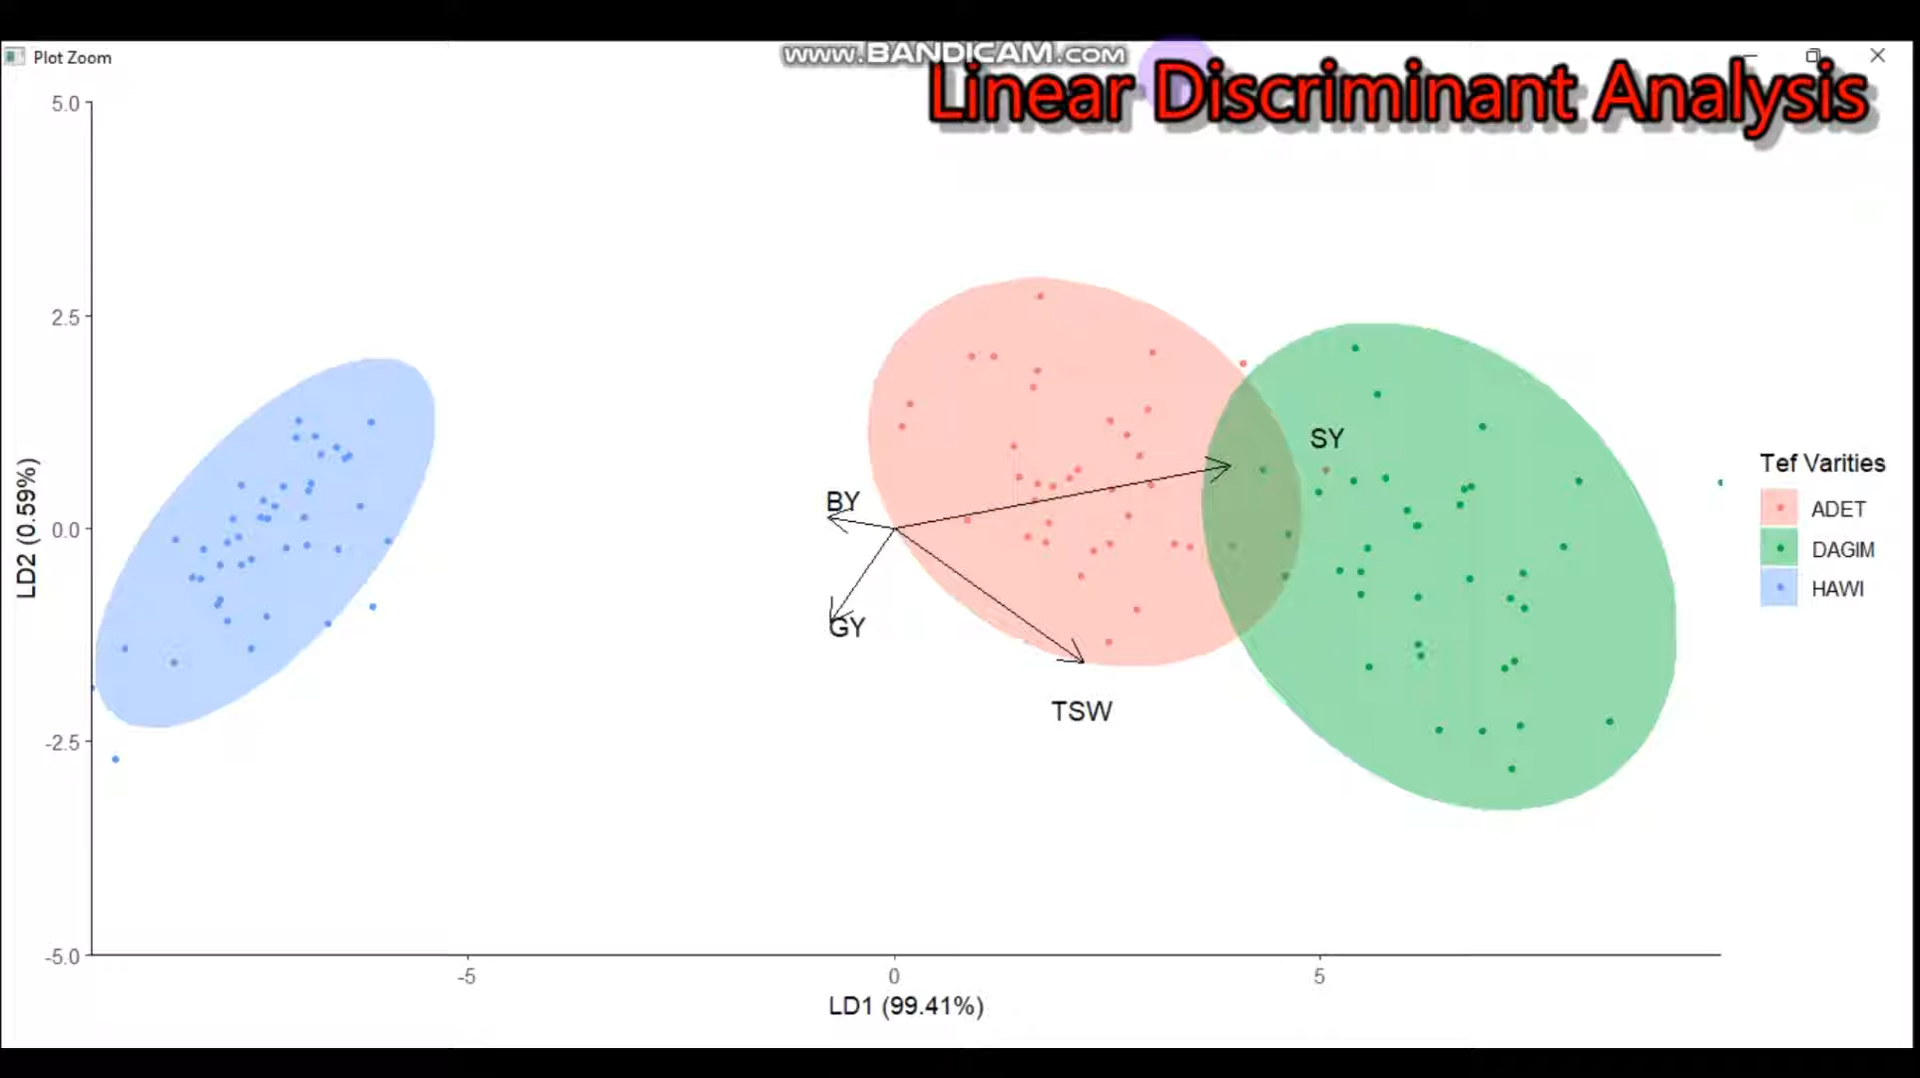 Plot Zoom
www.BANDICAM.com
Linear Discriminant Analysis
5.0
2.5
0.0
-2.5
-5.0
LD2 (0.59%)
SY
BY
GY
TSW
Tef Varities
ADET
DAGIM
HAWI
-5
0
5
LD1 (99.41%)